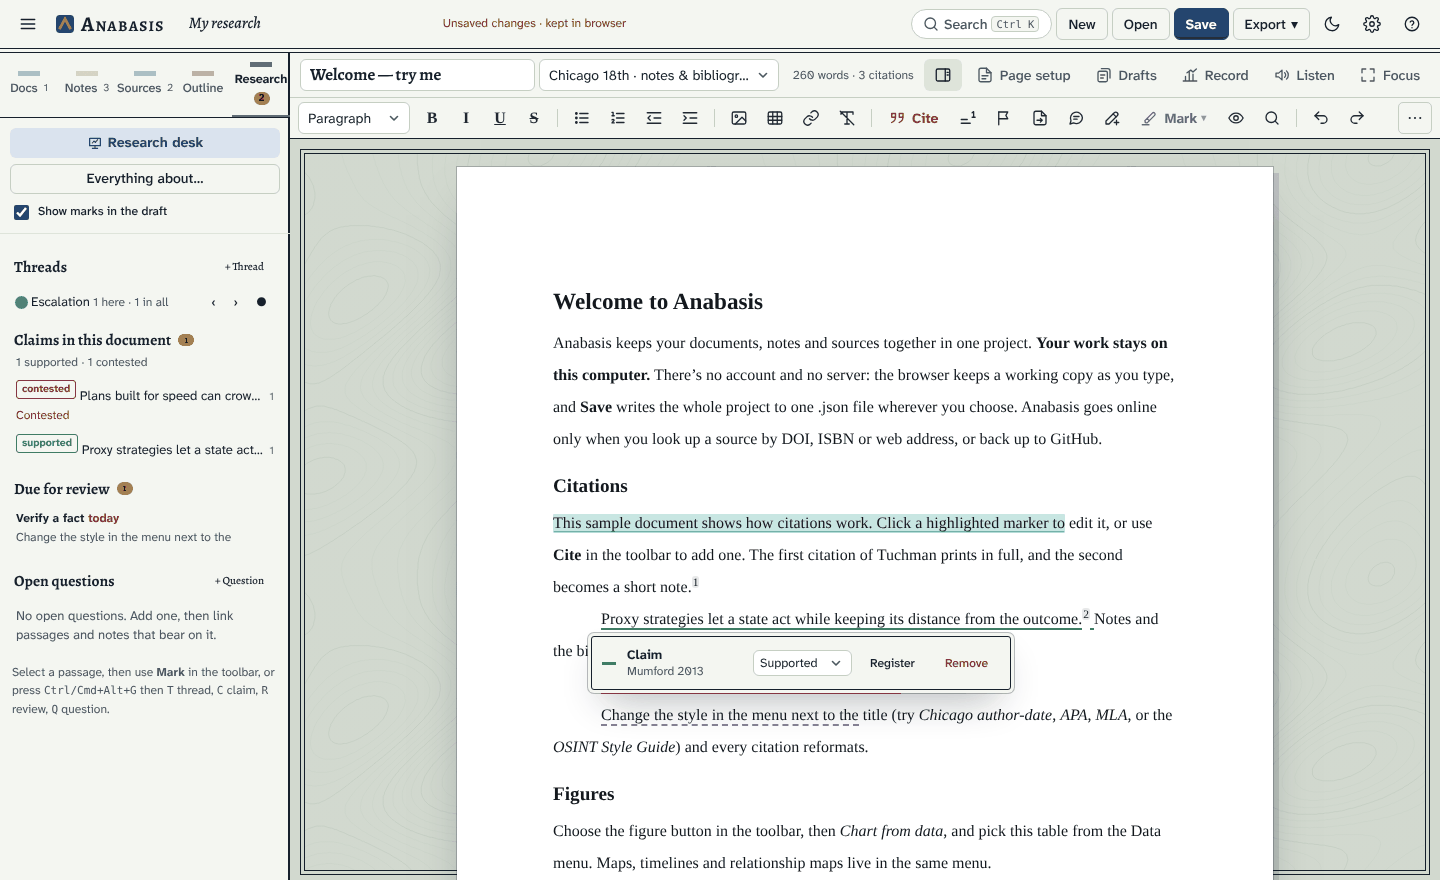 Anabasis
My research
Unsaved changes · kept in browser
Search Ctrl K
New
Open
Save
Export ▾
Docs 1
Notes 3
Sources 2
Outline
Research 2
Welcome — try me
Chicago 18th · notes & bibliogr...
260 words · 3 citations
Page setup
Drafts
Record
Listen
Focus
Paragraph
B I U S
Cite
1
Mark ▾
...
Research desk
Everything about...
Show marks in the draft
Threads
+ Thread
Escalation 1 here · 1 in all ‹ ›
Claims in this document 1
1 supported · 1 contested
contested Plans built for speed can crow... 1
Contested
supported Proxy strategies let a state act... 1
Due for review 1
Verify a fact today
Change the style in the menu next to the
Open questions
+ Question
No open questions. Add one, then link
passages and notes that bear on it.
Select a passage, then use Mark in the toolbar, or
press Ctrl/Cmd+Alt+G then T thread, C claim, R
review, Q question.
Welcome to Anabasis
Anabasis keeps your documents, notes and sources together in one project. Your work stays on
this computer. There’s no account and no server: the browser keeps a working copy as you type,
and Save writes the whole project to one .json file wherever you choose. Anabasis goes online
only when you look up a source by DOI, ISBN or web address, or back up to GitHub.
Citations
This sample document shows how citations work. Click a highlighted marker to edit it, or use
Cite in the toolbar to add one. The first citation of Tuchman prints in full, and the second
becomes a short note.1
Proxy strategies let a state act while keeping its distance from the outcome.2 Notes and
the bi
Claim
Mumford 2013
Supported
Register
Remove
Change the style in the menu next to the title (try Chicago author-date, APA, MLA, or the
OSINT Style Guide) and every citation reformats.
Figures
Choose the figure button in the toolbar, then Chart from data, and pick this table from the Data
menu. Maps, timelines and relationship maps live in the same menu.